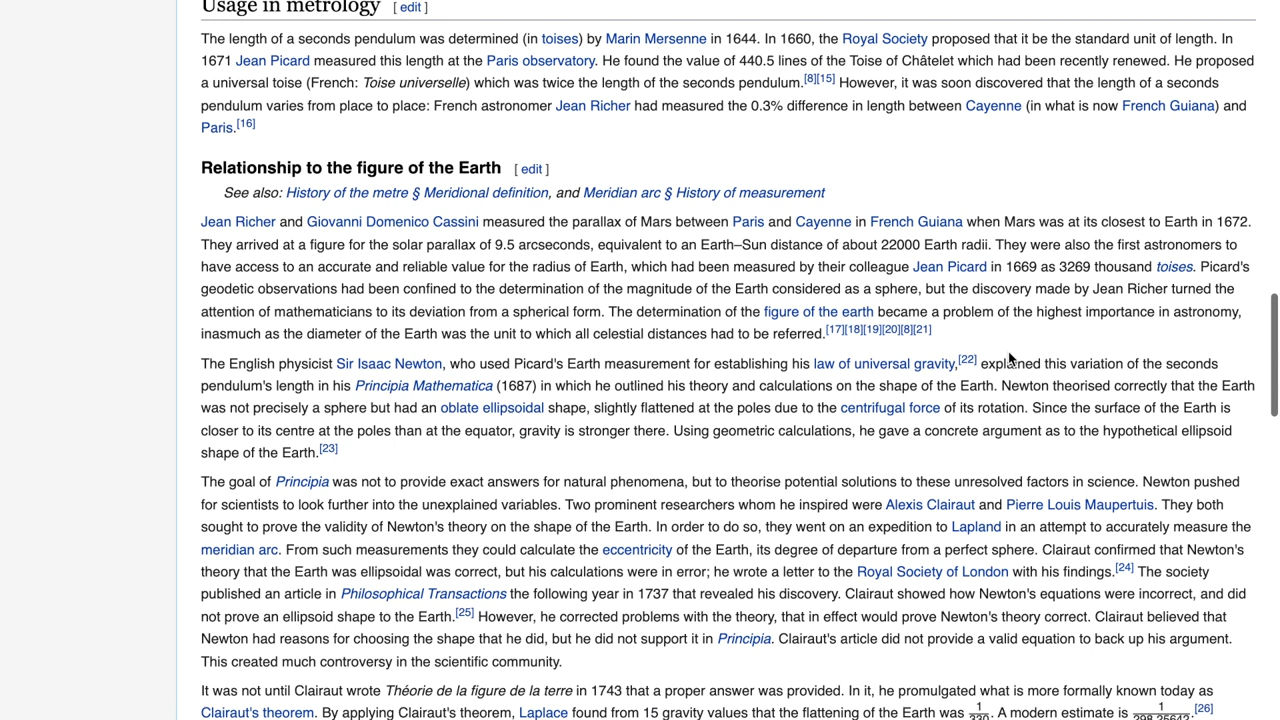 Usage in metrology [ edit ]
The length of a seconds pendulum was determined (in toises) by Marin Mersenne in 1644. In 1660, the Royal Society proposed that it be the standard unit of length. In
1671 Jean Picard measured this length at the Paris observatory. He found the value of 440.5 lines of the Toise of Châtelet which had been recently renewed. He proposed
a universal toise (French: Toise universelle) which was twice the length of the seconds pendulum.[8][15] However, it was soon discovered that the length of a seconds
pendulum varies from place to place: French astronomer Jean Richer had measured the 0.3% difference in length between Cayenne (in what is now French Guiana) and
Paris.[16]
Relationship to the figure of the Earth [ edit ]
See also: History of the metre § Meridional definition, and Meridian arc § History of measurement
Jean Richer and Giovanni Domenico Cassini measured the parallax of Mars between Paris and Cayenne in French Guiana when Mars was at its closest to Earth in 1672.
They arrived at a figure for the solar parallax of 9.5 arcseconds, equivalent to an Earth–Sun distance of about 22000 Earth radii. They were also the first astronomers to
have access to an accurate and reliable value for the radius of Earth, which had been measured by their colleague Jean Picard in 1669 as 3269 thousand toises. Picard's
geodetic observations had been confined to the determination of the magnitude of the Earth considered as a sphere, but the discovery made by Jean Richer turned the
attention of mathematicians to its deviation from a spherical form. The determination of the figure of the earth became a problem of the highest importance in astronomy,
inasmuch as the diameter of the Earth was the unit to which all celestial distances had to be referred.[17][18][19][20][8][21]
The English physicist Sir Isaac Newton, who used Picard's Earth measurement for establishing his law of universal gravity,[22] explained this variation of the seconds
pendulum's length in his Principia Mathematica (1687) in which he outlined his theory and calculations on the shape of the Earth. Newton theorised correctly that the Earth
was not precisely a sphere but had an oblate ellipsoidal shape, slightly flattened at the poles due to the centrifugal force of its rotation. Since the surface of the Earth is
closer to its centre at the poles than at the equator, gravity is stronger there. Using geometric calculations, he gave a concrete argument as to the hypothetical ellipsoid
shape of the Earth.[23]
The goal of Principia was not to provide exact answers for natural phenomena, but to theorise potential solutions to these unresolved factors in science. Newton pushed
for scientists to look further into the unexplained variables. Two prominent researchers whom he inspired were Alexis Clairaut and Pierre Louis Maupertuis. They both
sought to prove the validity of Newton's theory on the shape of the Earth. In order to do so, they went on an expedition to Lapland in an attempt to accurately measure the
meridian arc. From such measurements they could calculate the eccentricity of the Earth, its degree of departure from a perfect sphere. Clairaut confirmed that Newton's
theory that the Earth was ellipsoidal was correct, but his calculations were in error; he wrote a letter to the Royal Society of London with his findings.[24] The society
published an article in Philosophical Transactions the following year in 1737 that revealed his discovery. Clairaut showed how Newton's equations were incorrect, and did
not prove an ellipsoid shape to the Earth.[25] However, he corrected problems with the theory, that in effect would prove Newton's theory correct. Clairaut believed that
Newton had reasons for choosing the shape that he did, but he did not support it in Principia. Clairaut's article did not provide a valid equation to back up his argument.
This created much controversy in the scientific community.
It was not until Clairaut wrote Théorie de la figure de la terre in 1743 that a proper answer was provided. In it, he promulgated what is more formally known today as
Clairaut's theorem. By applying Clairaut's theorem, Laplace found from 15 gravity values that the flattening of the Earth was 1/330. A modern estimate is 1/298.25642.[26]